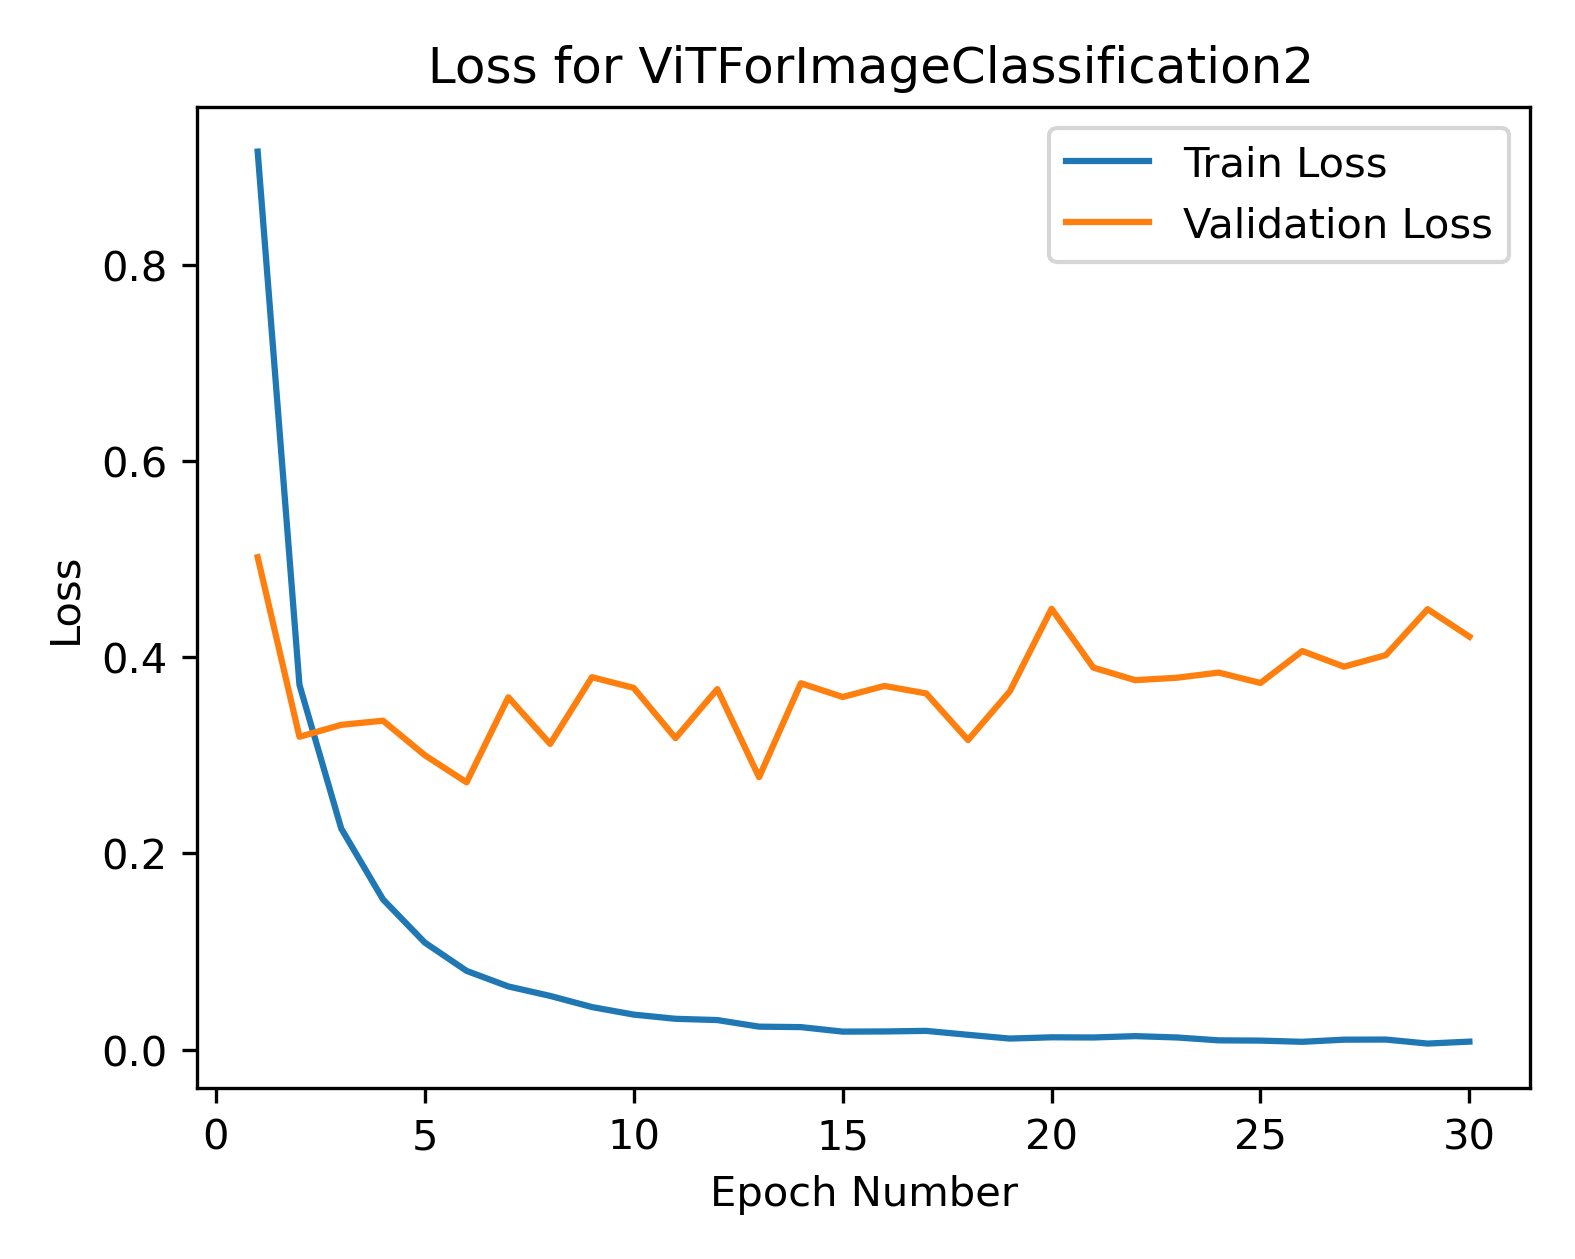 Loss for ViTForImageClassification2
Train Loss
Validation Loss
0.8
0.6
0.4
0.2
0.0
Loss
0 5 10 15 20 25 30
Epoch Number